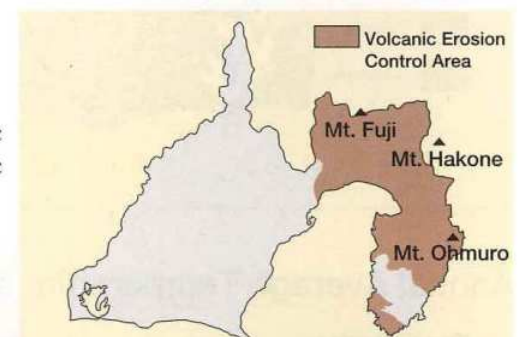 Volcanic Erosion
Control Area
Mt. Fuji
Mt. Hakone
Mt. Ohmuro